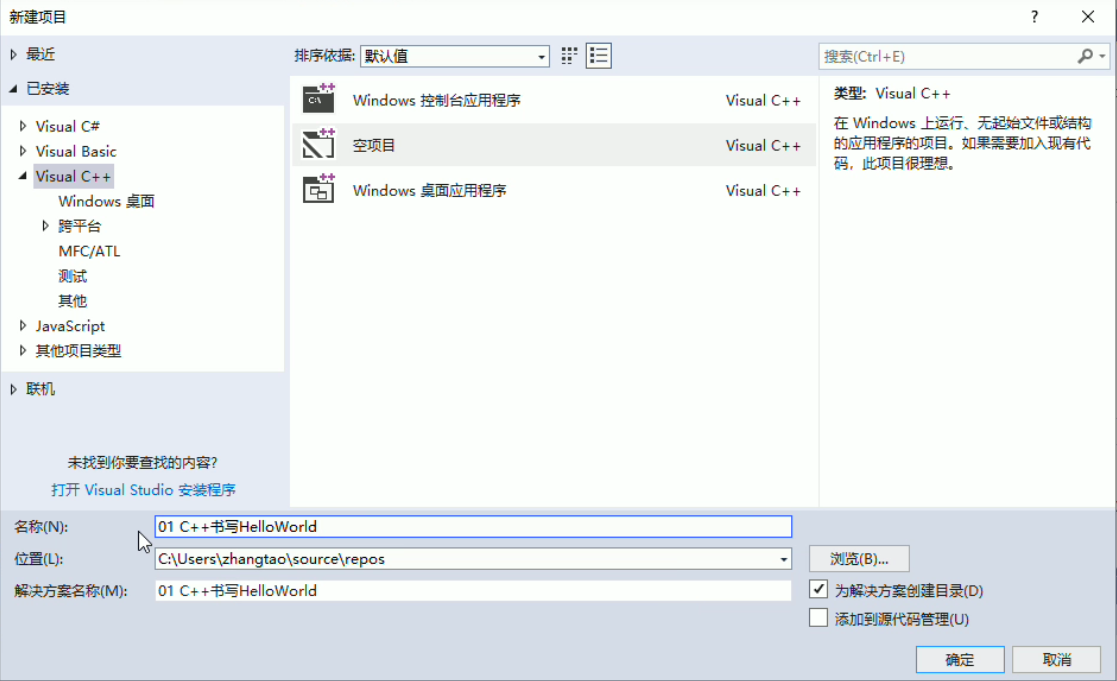 新建项目
?
最近
已安装
Visual C#
Visual Basic
Visual C++
Windows 桌面
跨平台
MFC/ATL
测试
其他
JavaScript
其他项目类型
联机
未找到你要查找的内容?
打开 Visual Studio 安装程序
排序依据: 默认值
Windows 控制台应用程序 Visual C++
空项目 Visual C++
Windows 桌面应用程序 Visual C++
搜索(Ctrl+E)
类型: Visual C++
在 Windows 上运行、无起始文件或结构
的应用程序的项目。如果需要加入现有代
码，此项目很理想。
名称(N): 01 C++书写HelloWorld
位置(L): C:\Users\zhangtao\source\repos 浏览(B)...
解决方案名称(M): 01 C++书写HelloWorld 为解决方案创建目录(D)
添加到源代码管理(U)
确定 取消